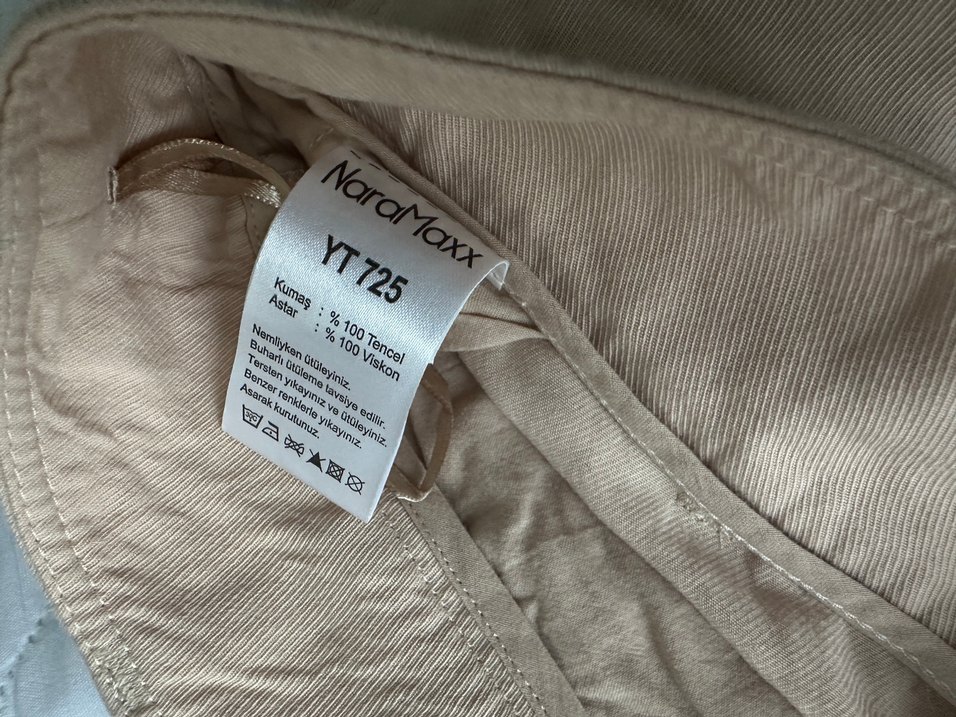 NaraMaxx
YT 725
Kumaş : % 100 Tencel
Astar : % 100 Viskon
Nemliyken ütüleyiniz.
Buharlı ütüleme tavsiye edilir.
Tersten yıkayınız ve ütüleyiniz.
Benzer renklerle yıkayınız.
Asarak kurutunuz.